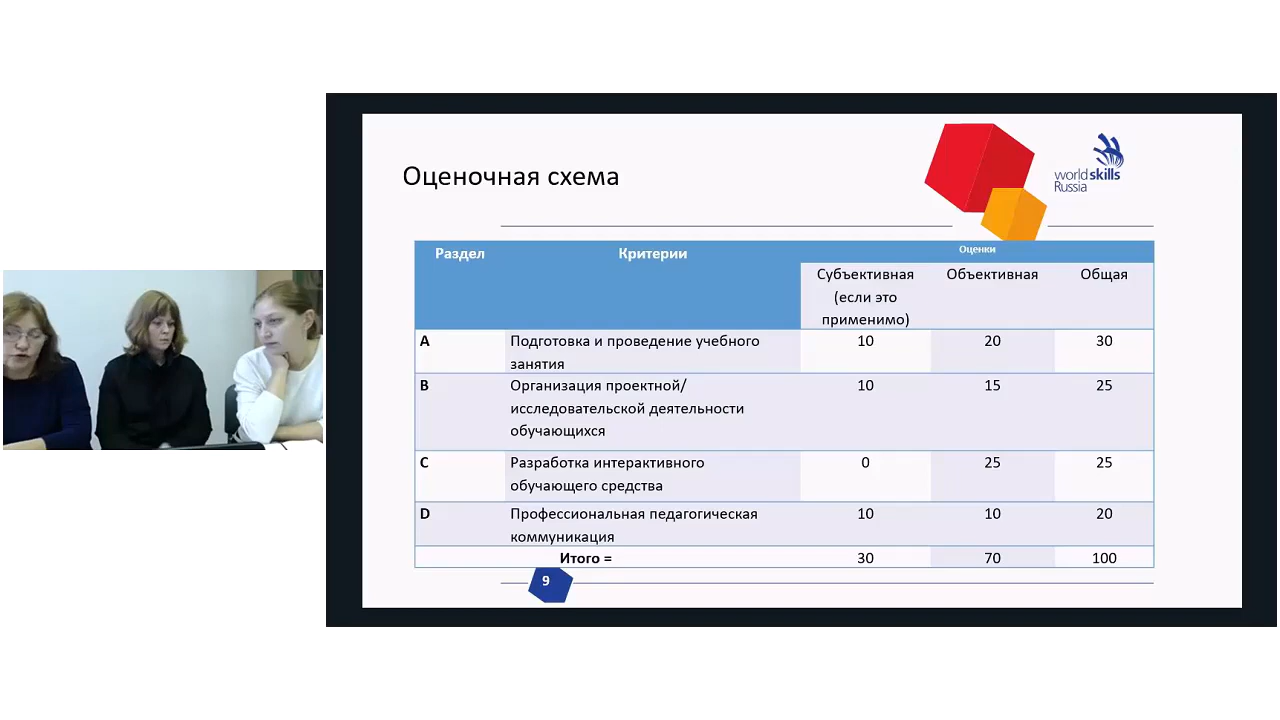 Оценочная схема
world skills
Russia
Раздел
Критерии
Оценки
Субъективная
(если это
применимо)
Объективная
Общая
A
Подготовка и проведение учебного
занятия
10
20
30
B
Организация проектной/
исследовательской деятельности
обучающихся
10
15
25
C
Разработка интерактивного
обучающего средства
0
25
25
D
Профессиональная педагогическая
коммуникация
10
10
20
Итого =
30
70
100
9